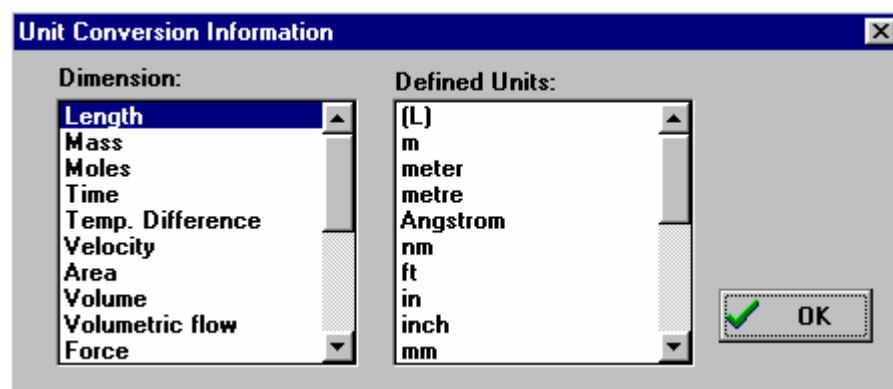 Unit Conversion Information
Dimension:
Length
Mass
Moles
Time
Temp. Difference
Velocity
Area
Volume
Volumetric flow
Force
Defined Units:
(L)
m
meter
metre
Angstrom
nm
ft
in
inch
mm
OK